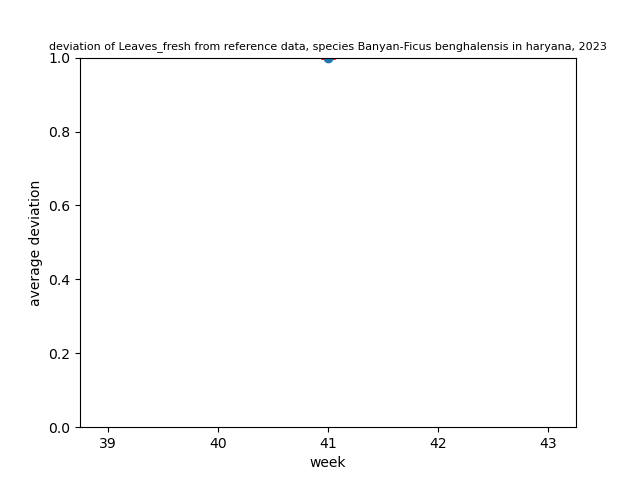 deviation of Leaves_fresh from reference data, species Banyan-Ficus benghalensis in haryana, 2023
1.0
0.8
0.6
0.4
0.2
0.0
average deviation
39 40 41 42 43
week